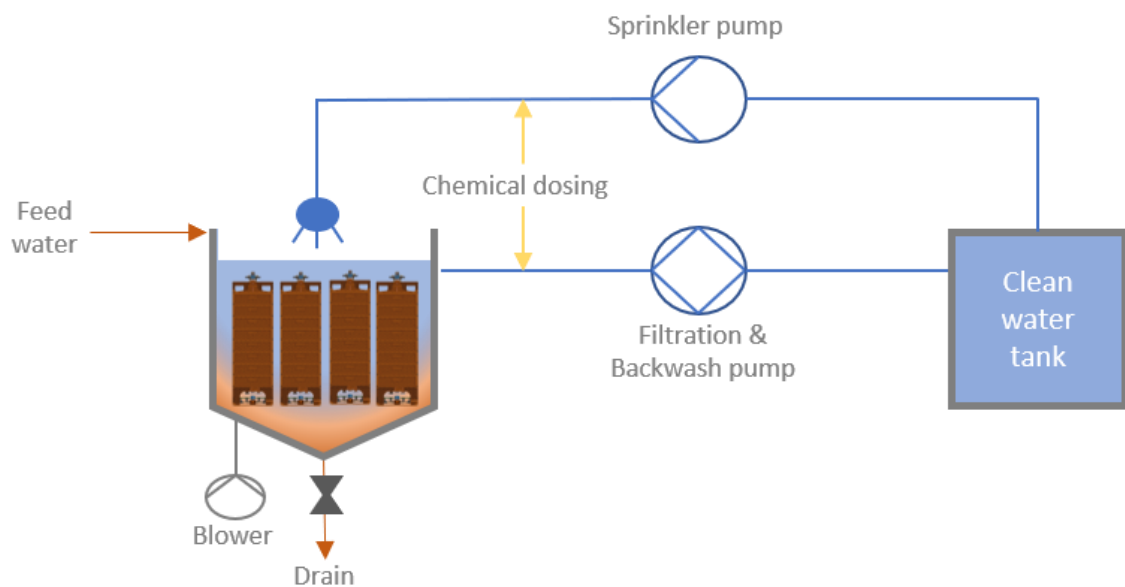 Sprinkler pump
Chemical dosing
Feed
water
Clean
water
tank
Filtration &
Backwash pump
Blower
Drain